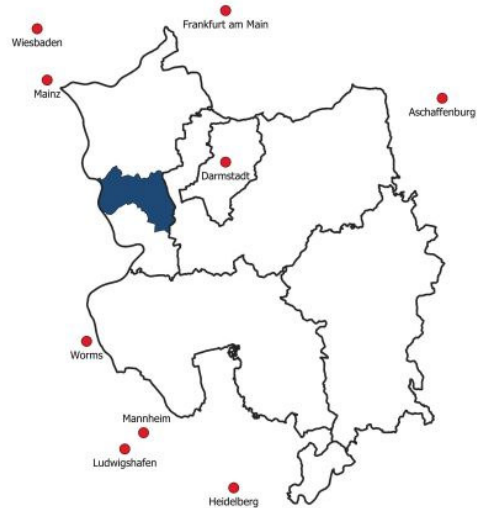 Frankfurt am Main
Wiesbaden
Mainz
Aschaffenburg
Darmstadt
Worms
Mannheim
Ludwigshafen
Heidelberg